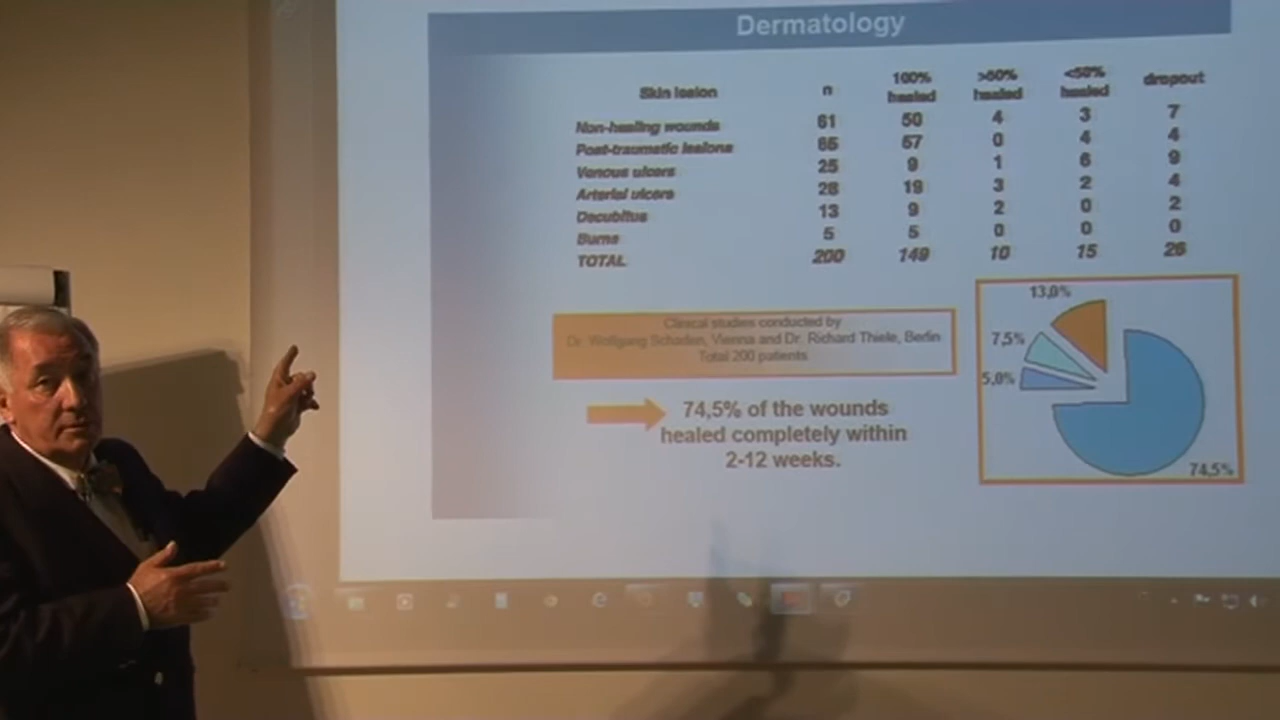 Dermatology
Skin lesion n 100% healed >50% healed <50% healed dropout
Non-healing wounds 64 50 4 3 7
Post-traumatic lesions 65 57 0 4 4
Venous ulcers 25 9 1 6 9
Arterial ulcers 28 19 3 2 4
Decubitus 13 9 2 0 2
Burns 5 5 0 0 0
TOTAL 200 149 10 15 26
Clinical studies conducted by
Dr. Wolfgang Schaden, Vienna and Dr. Richard Thiele, Berlin
Total 200 patients
74,5% of the wounds
healed completely within
2-12 weeks.
13,0%
7,5%
5,0%
74,5%